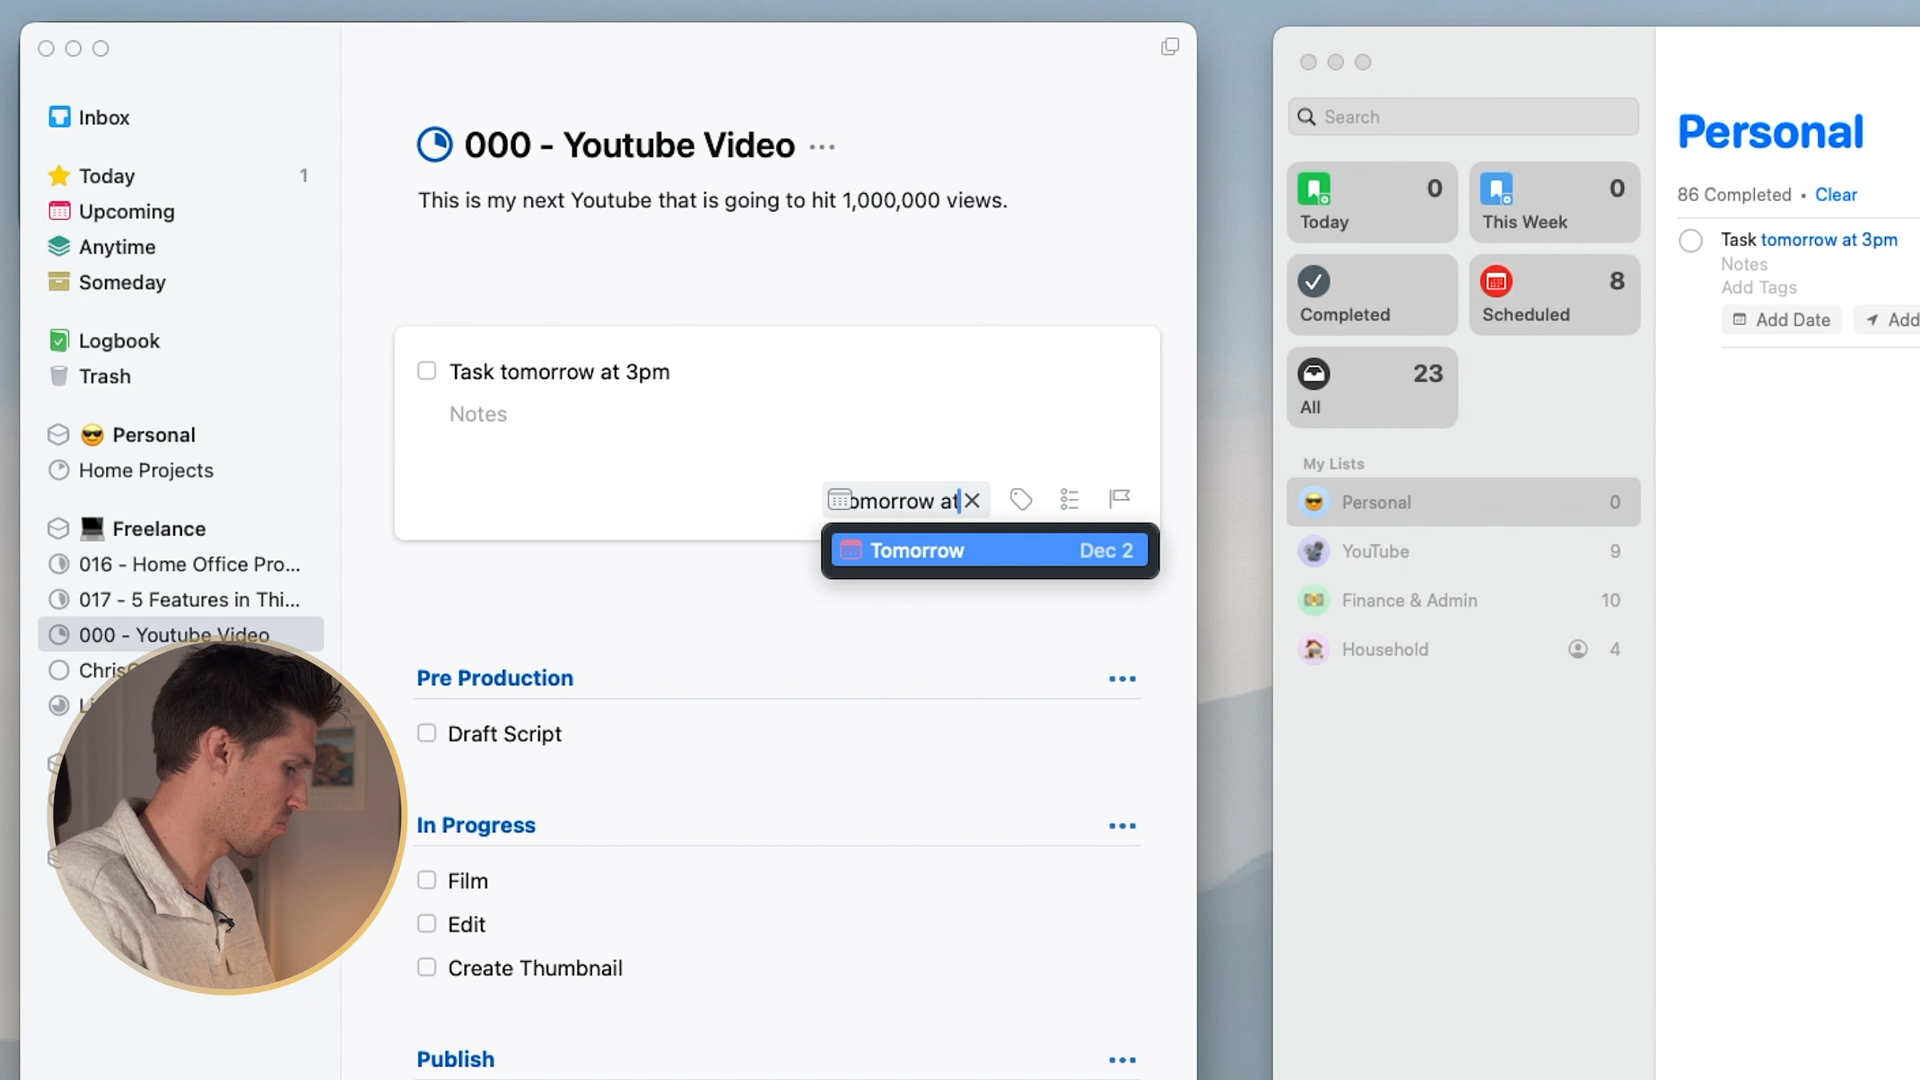 Inbox
Today 1
Upcoming
Anytime
Someday
Logbook
Trash
Personal
Home Projects
Freelance
016 - Home Office Pro...
017 - 5 Features in Thi...
000 - Youtube Video
000 - Youtube Video ...
This is my next Youtube that is going to hit 1,000,000 views.
Task tomorrow at 3pm
Notes
omorrow at
Tomorrow Dec 2
Pre Production
Draft Script
In Progress
Film
Edit
Create Thumbnail
Publish
Search
Today 0
This Week 0
Completed
Scheduled 8
All 23
My Lists
Personal 0
YouTube 9
Finance & Admin 10
Household 4
Personal
86 Completed • Clear
Task tomorrow at 3pm
Notes
Add Tags
Add Date
Add